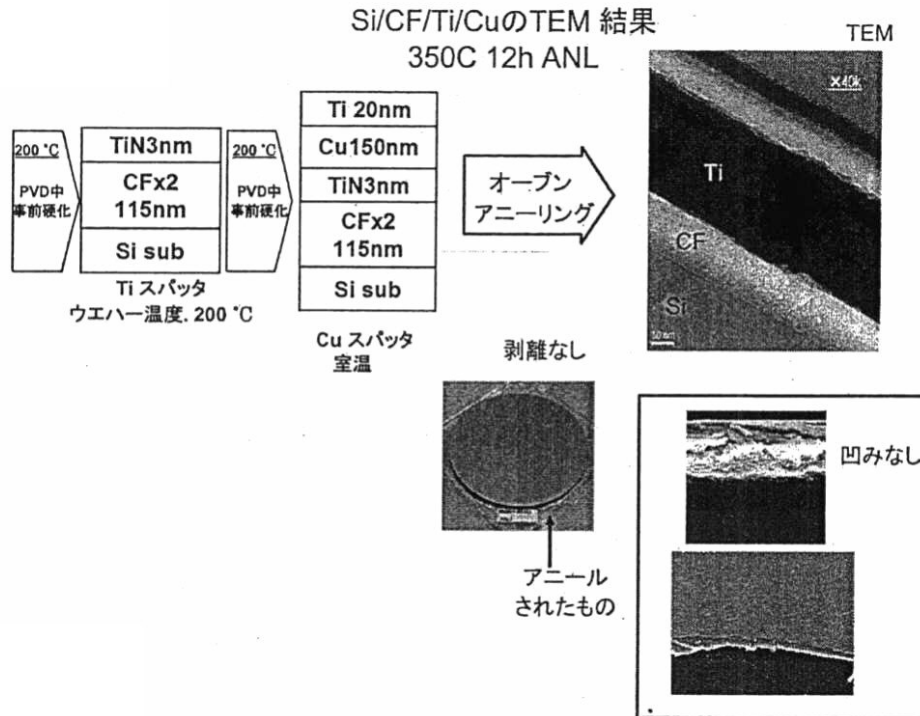 Si/CF/Ti/CuのTEM 結果
350C 12h ANL
TEM
200 ℃
PVD中
事前硬化
TiN3nm
CFx2
115nm
Si sub
Ti スパッタ
ウエハー温度. 200 ℃
200 ℃
PVD中
事前硬化
Ti 20nm
Cu150nm
TiN3nm
CFx2
115nm
Si sub
Cu スパッタ
室温
オーブン
アニーリング
×40k
Ti
CF
Si
剥離なし
アニール
されたもの
凹みなし